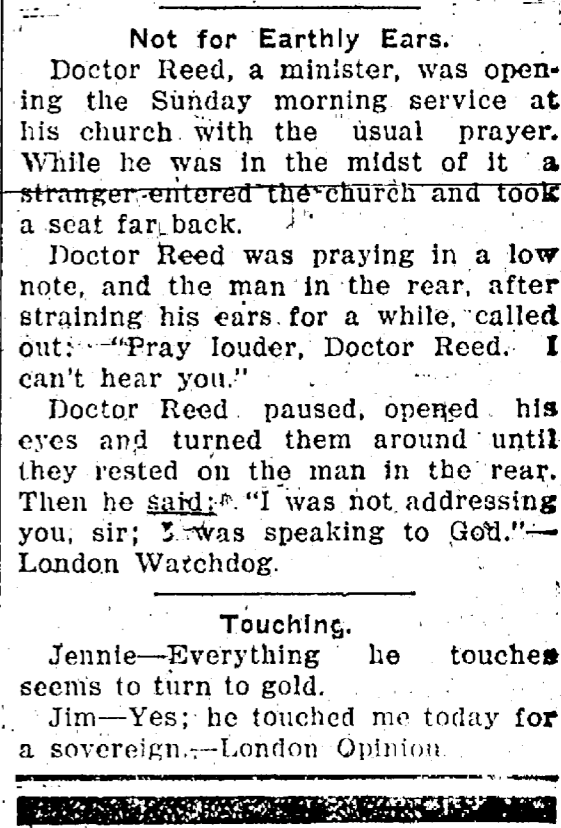 Not for Earthly Ears.
Doctor Reed, a minister, was open-
ing the Sunday morning service at
his church with the usual prayer.
While he was in the midst of it a
stranger entered the church and took
a seat far back.
Doctor Reed was praying in a low
note, and the man in the rear, after
straining his ears for a while, called
out: "Pray louder, Doctor Reed. I
can't hear you."
Doctor Reed paused, opened his
eyes and turned them around until
they rested on the man in the rear.
Then he said: "I was not addressing
you, sir; I was speaking to God."—
London Watchdog.
Touching.
Jennie—Everything he touches
seems to turn to gold.
Jim—Yes; he touched me today for
a sovereign.—London Opinion